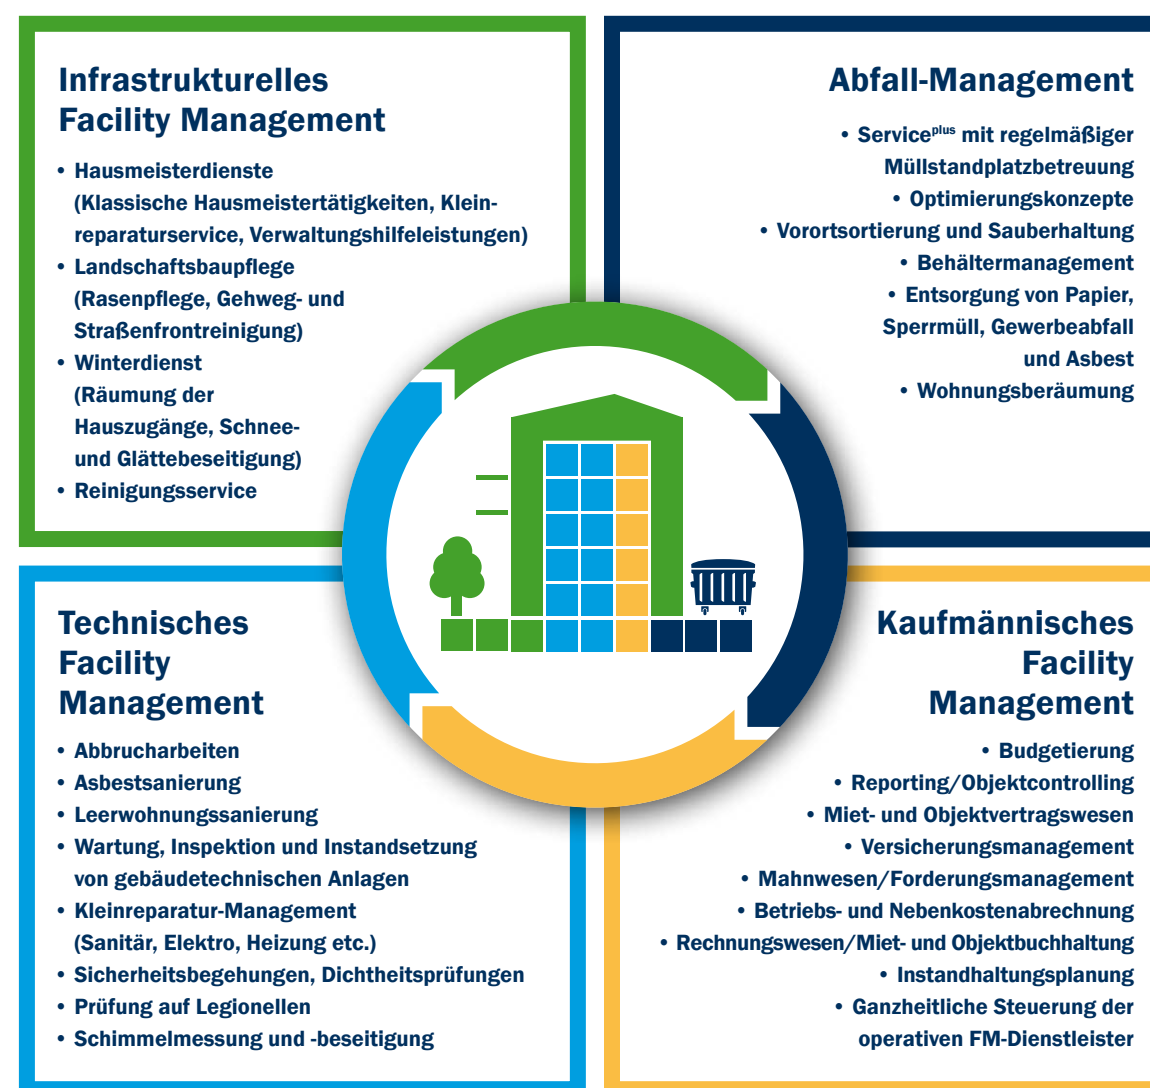 Infrastrukturelles
Facility Management
• Hausmeisterdienste
(Klassische Hausmeistertätigkeiten, Klein-
reparaturservice, Verwaltungshilfeleistungen)
• Landschaftsbaupflege
(Rasenpflege, Gehweg- und
Straßenfrontreinigung)
• Winterdienst
(Räumung der
Hauszugänge, Schnee-
und Glättebeseitigung)
• Reinigungsservice
Abfall-Management
• Serviceplus mit regelmäßiger
Müllstandplatzbetreuung
• Optimierungskonzepte
• Vorortsortierung und Sauberhaltung
• Behältermanagement
• Entsorgung von Papier,
Sperrmüll, Gewerbeabfall
und Asbest
• Wohnungsberäumung
Technisches
Facility
Management
• Abbrucharbeiten
• Asbestsanierung
• Leerwohnungssanierung
• Wartung, Inspektion und Instandsetzung
von gebäudetechnischen Anlagen
• Kleinreparatur-Management
(Sanitär, Elektro, Heizung etc.)
• Sicherheitsbegehungen, Dichtheitsprüfungen
• Prüfung auf Legionellen
• Schimmelmessung und -beseitigung
Kaufmännisches
Facility
Management
• Budgetierung
• Reporting/Objektcontrolling
• Miet- und Objektvertragswesen
• Versicherungsmanagement
• Mahnwesen/Forderungsmanagement
• Betriebs- und Nebenkostenabrechnung
• Rechnungswesen/Miet- und Objektbuchhaltung
• Instandhaltungsplanung
• Ganzheitliche Steuerung der
operativen FM-Dienstleister